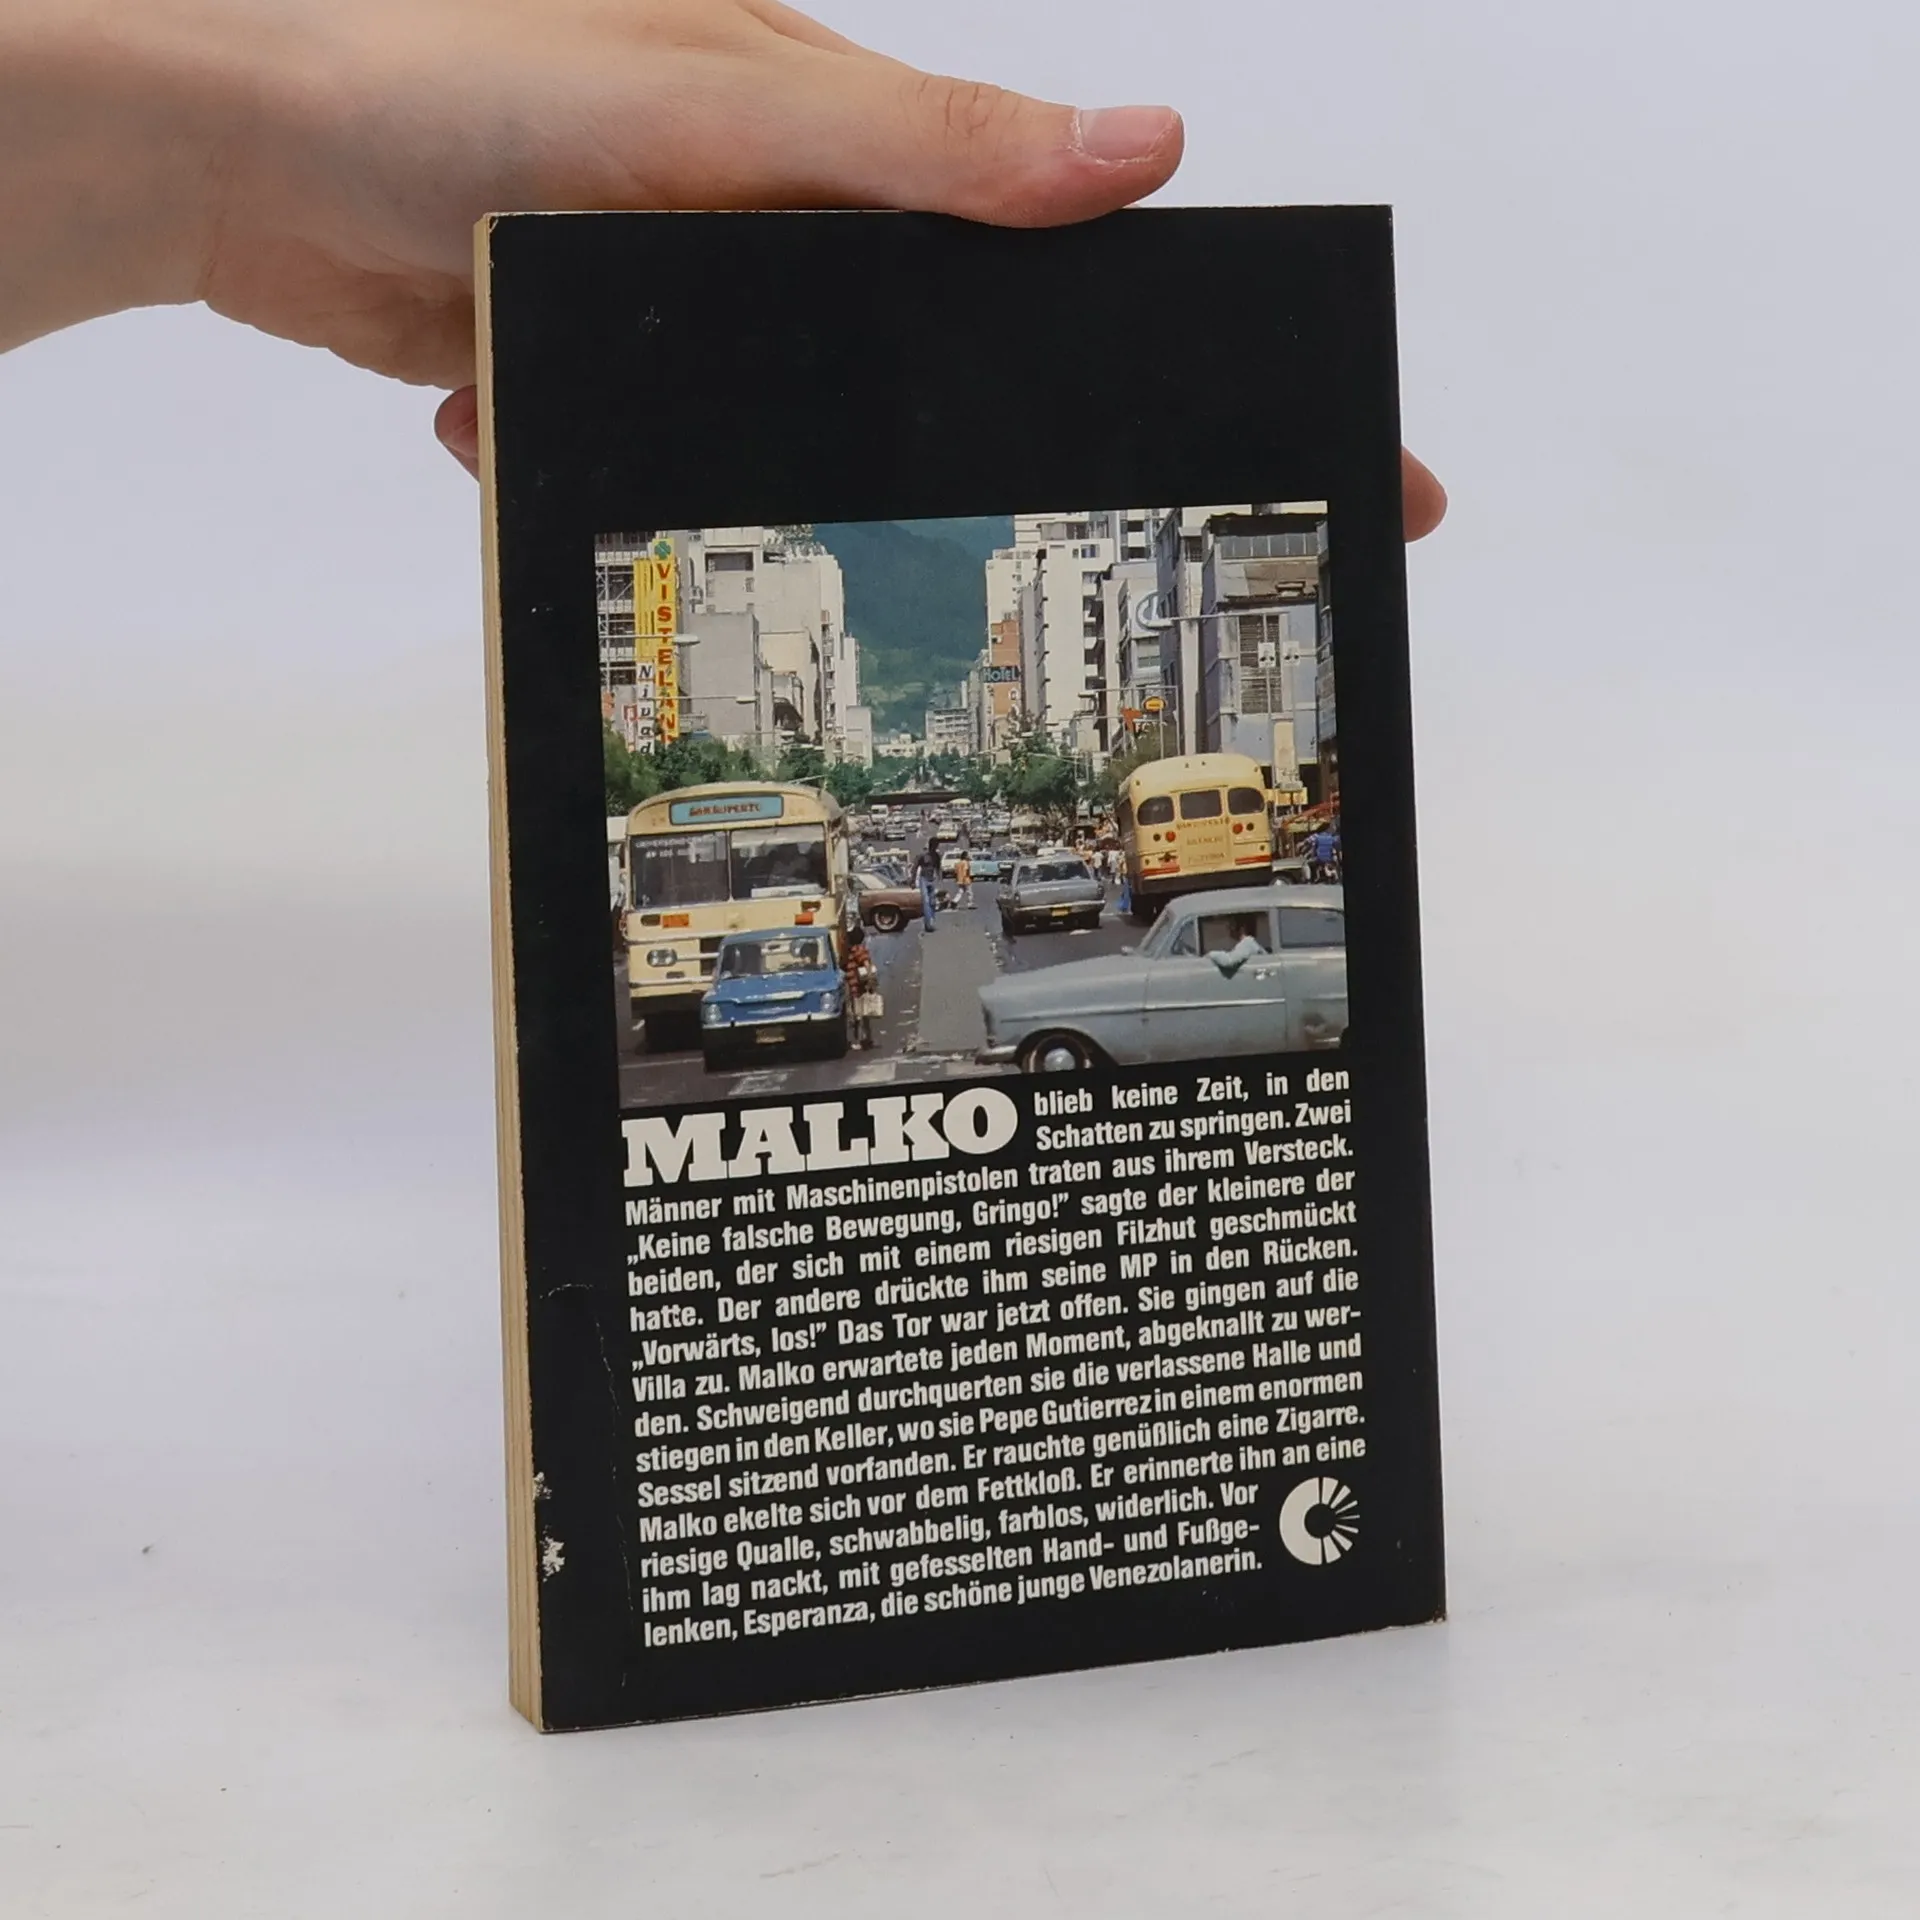 VISTELAN
Nivad
HOTEL
SAN RUPERTO
MALKO blieb keine Zeit, in den
Schatten zu springen. Zwei
Männer mit Maschinenpistolen traten aus ihrem Versteck.
„Keine falsche Bewegung, Gringo!” sagte der kleinere der
beiden, der sich mit einem riesigen Filzhut geschmückt
hatte. Der andere drückte ihm seine MP in den Rücken.
„Vorwärts, los!” Das Tor war jetzt offen. Sie gingen auf die
Villa zu. Malko erwartete jeden Moment, abgeknallt zu wer-
den. Schweigend durchquerten sie die verlassene Halle und
stiegen in den Keller, wo sie Pepe Gutierrez in einem enormen
Sessel sitzend vorfanden. Er rauchte genüßlich eine Zigarre.
Malko ekelte sich vor dem Fettkloß. Er erinnerte ihn an eine
riesige Qualle, schwabbelig, farblos, widerlich. Vor
ihm lag nackt, mit gefesselten Hand- und Fußge-
lenken, Esperanza, die schöne junge Venezolanerin.